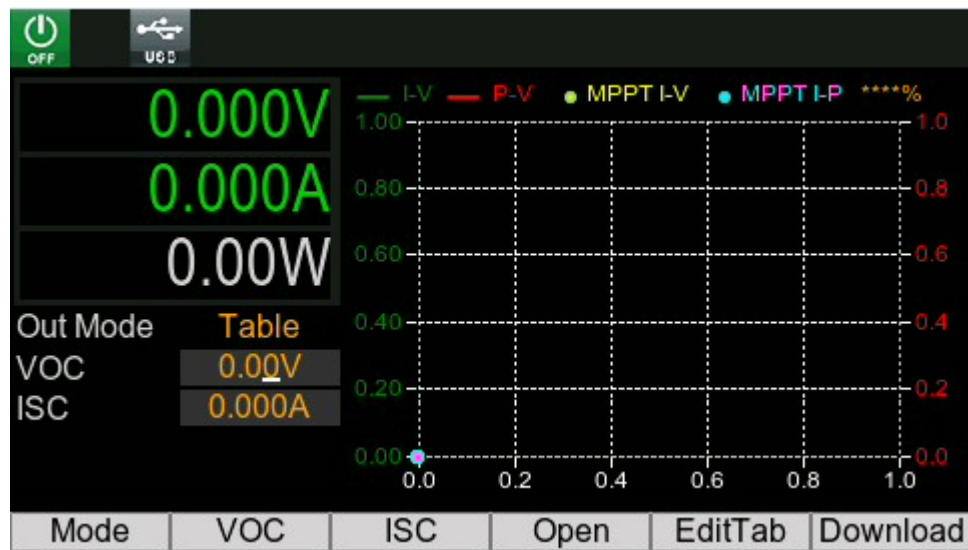 OFF
USB
0.000V
0.000A
0.00W
Out Mode Table
VOC 0.00V
ISC 0.000A
I-V P-V MPPT I-V MPPT I-P ****%
1.00 1.0
0.80 0.8
0.60 0.6
0.40 0.4
0.20 0.2
0.00 0.0
0.0 0.2 0.4 0.6 0.8 1.0
Mode VOC ISC Open EditTab Download